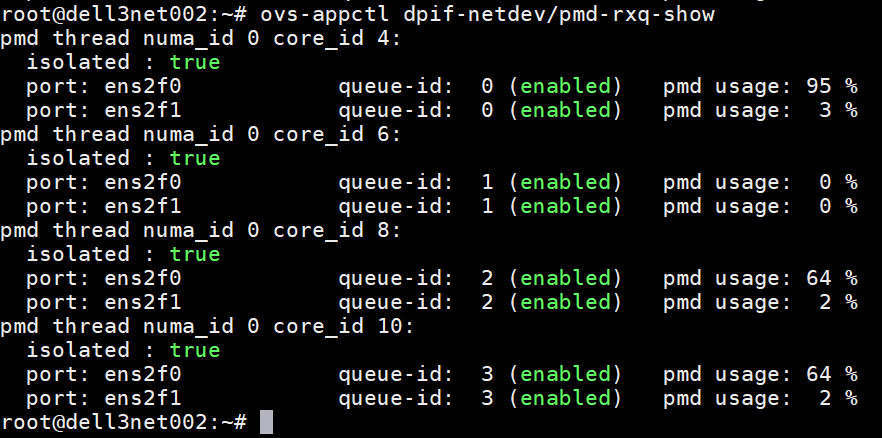 root@dell3net002:~# ovs-appctl dpif-netdev/pmd-rxq-show
pmd thread numa_id 0 core_id 4:
  isolated : true
  port: ens2f0            queue-id:  0 (enabled)   pmd usage: 95 %
  port: ens2f1            queue-id:  0 (enabled)   pmd usage:  3 %
pmd thread numa_id 0 core_id 6:
  isolated : true
  port: ens2f0            queue-id:  1 (enabled)   pmd usage:  0 %
  port: ens2f1            queue-id:  1 (enabled)   pmd usage:  0 %
pmd thread numa_id 0 core_id 8:
  isolated : true
  port: ens2f0            queue-id:  2 (enabled)   pmd usage: 64 %
  port: ens2f1            queue-id:  2 (enabled)   pmd usage:  2 %
pmd thread numa_id 0 core_id 10:
  isolated : true
  port: ens2f0            queue-id:  3 (enabled)   pmd usage: 64 %
  port: ens2f1            queue-id:  3 (enabled)   pmd usage:  2 %
root@dell3net002:~#